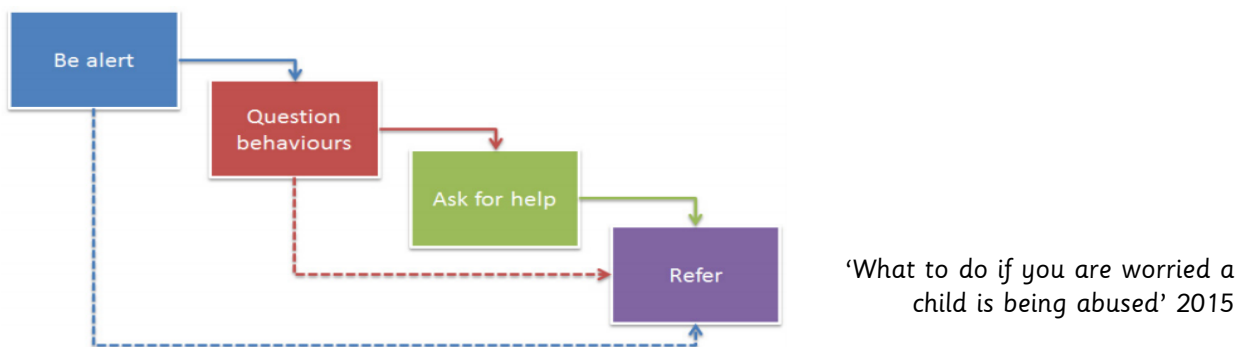 Be alert
Question
behaviours
Ask for help
Refer
‘What to do if you are worried a
child is being abused’ 2015